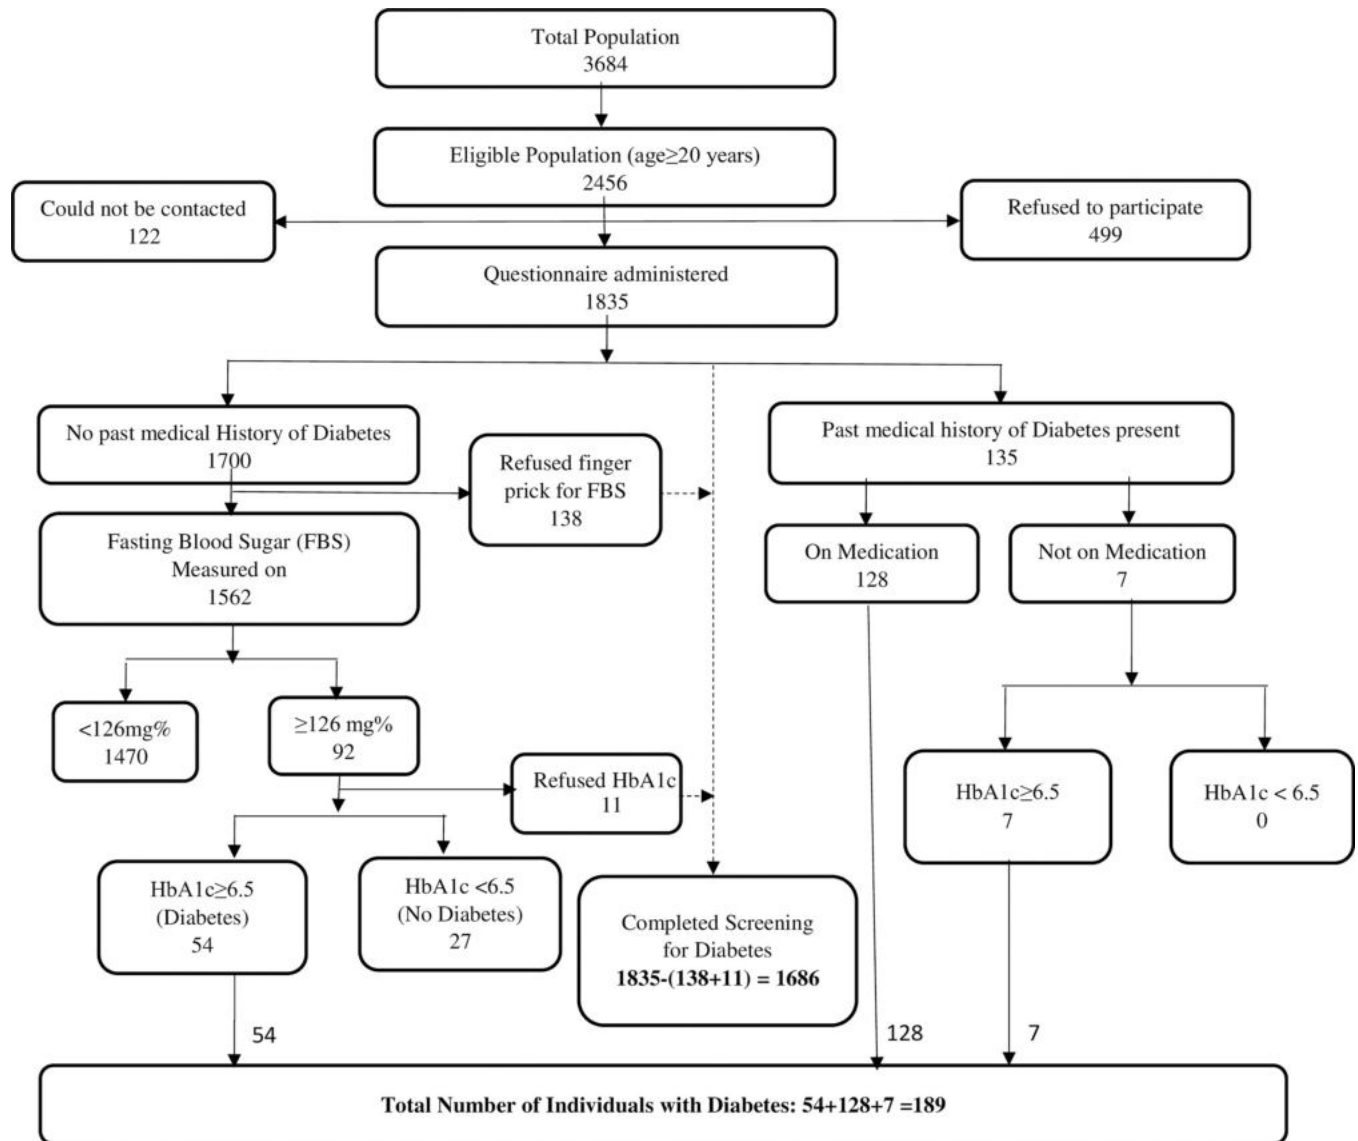 Total Population
3684
Eligible Population (age≥20 years)
2456
Could not be contacted
122
Refused to participate
499
Questionnaire administered
1835
No past medical History of Diabetes
1700
Refused finger
prick for FBS
138
Past medical history of Diabetes present
135
Fasting Blood Sugar (FBS)
Measured on
1562
On Medication
128
Not on Medication
7
<126mg%
1470
≥126 mg%
92
Refused HbA1c
11
HbA1c≥6.5
7
HbA1c < 6.5
0
HbA1c≥6.5
(Diabetes)
54
HbA1c <6.5
(No Diabetes)
27
Completed Screening
for Diabetes
1835-(138+11) = 1686
54
128
7
Total Number of Individuals with Diabetes: 54+128+7 =189